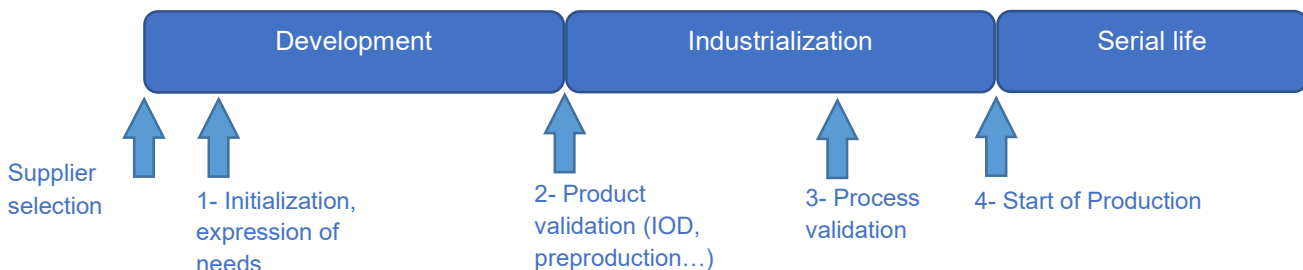 Development
Industrialization
Serial life
Supplier
selection
1- Initialization,
expression of
needs
2- Product
validation (IOD,
preproduction…)
3- Process
validation
4- Start of Production